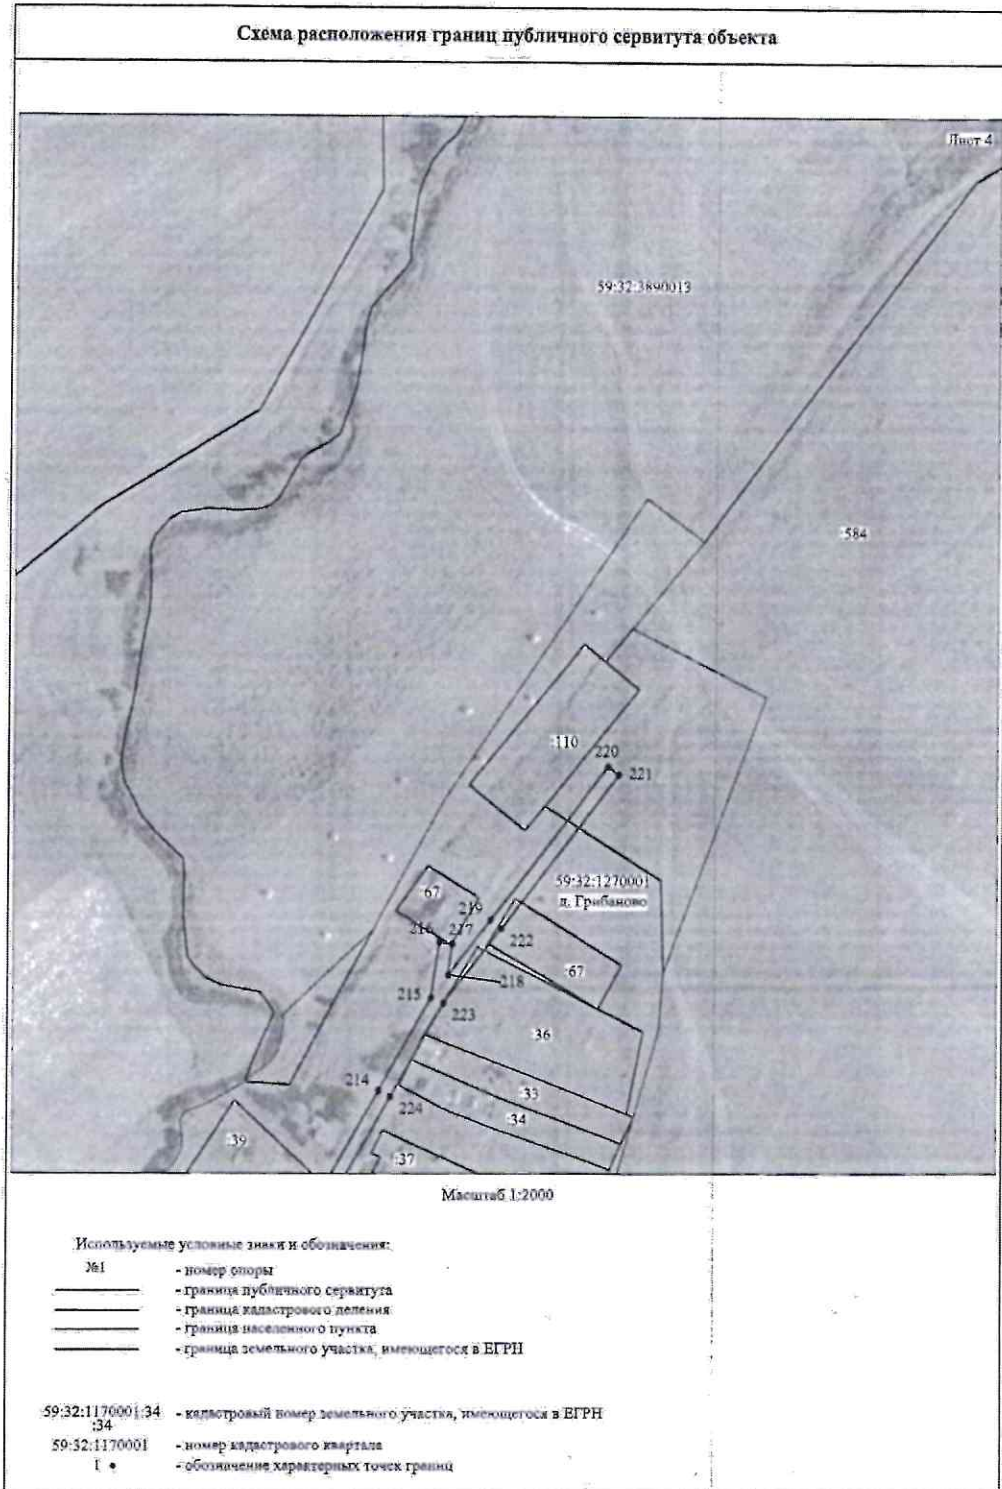 Схема расположения границ публичного сервитута объекта
Лист 4
59:32:3890013
:584
:110
220
221
59:32:1270001
д. Грибаново
:67
219
216
217
222
:67
218
215
223
:36
214
:33
224
:34
:39
:37
Масштаб 1:2000
Используемые условные знаки и обозначения:
№1 - номер опоры
- граница публичного сервитута
- граница кадастрового деления
- граница населенного пункта
- граница земельного участка, имеющегося в ЕГРН
59:32:1170001:34 - кадастровый номер земельного участка, имеющегося в ЕГРН
:34
59:32:1170001 - номер кадастрового квартала
1 - обозначение характерных точек границ